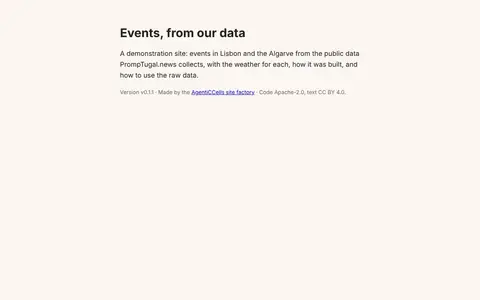 Events, from our data
A demonstration site: events in Lisbon and the Algarve from the public data
PrompTugal.news collects, with the weather for each, how it was built, and
how to use the raw data.
Version v0.1.1 · Made by the AgentiCCells site factory · Code Apache-2.0, text CC BY 4.0.